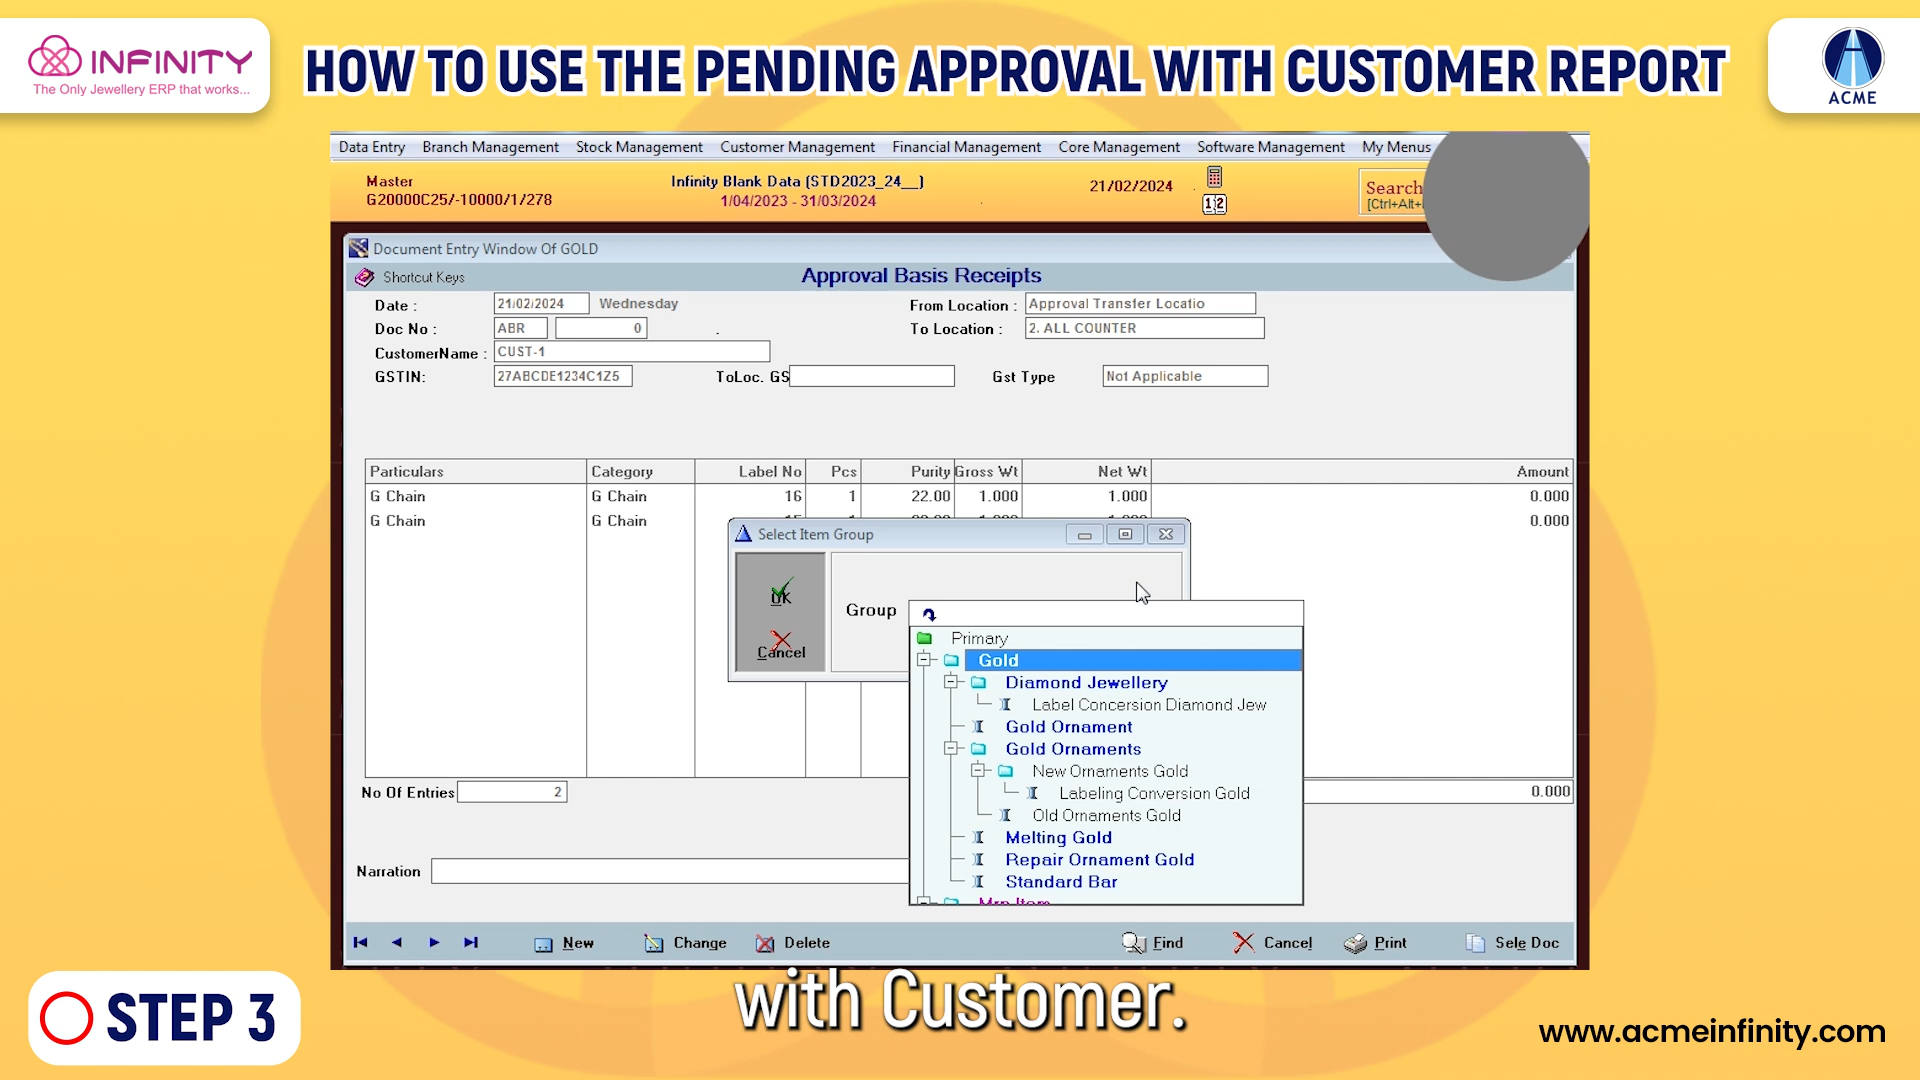 INFINITY
The Only Jewellery ERP that works...
HOW TO USE THE PENDING APPROVAL WITH CUSTOMER REPORT
ACME
Data Entry Branch Management Stock Management Customer Management Financial Management Core Management Software Management My Menus
Master
G20000C25/-10000/1/278
Infinity Blank Data (STD2023_24__)
1/04/2023 - 31/03/2024
21/02/2024
1 2
Search
[Ctrl+Alt+
Document Entry Window Of GOLD
Shortcut Keys
Approval Basis Receipts
Date : 21/02/2024 Wednesday From Location : Approval Transfer Locatio
Doc No : ABR 0 To Location : 2. ALL COUNTER
CustomerName : CUST-1
GSTIN: 27ABCDE1234C1Z5 ToLoc. GS Gst Type Not Applicable
Particulars Category Label No Pcs Purity Gross Wt Net Wt Amount
G Chain G Chain 16 1 22.00 1.000 1.000 0.000
G Chain G Chain 0.000
Select Item Group
OK
Cancel
Group
Primary
Gold
Diamond Jewellery
Label Concersion Diamond Jew
Gold Ornament
Gold Ornaments
New Ornaments Gold
Labeling Conversion Gold
Old Ornaments Gold
Melting Gold
Repair Ornament Gold
Standard Bar
Mrp Item
No Of Entries 2 0.000
Narration
New Change Delete Find Cancel Print Sele Doc
with Customer.
STEP 3
www.acmeinfinity.com